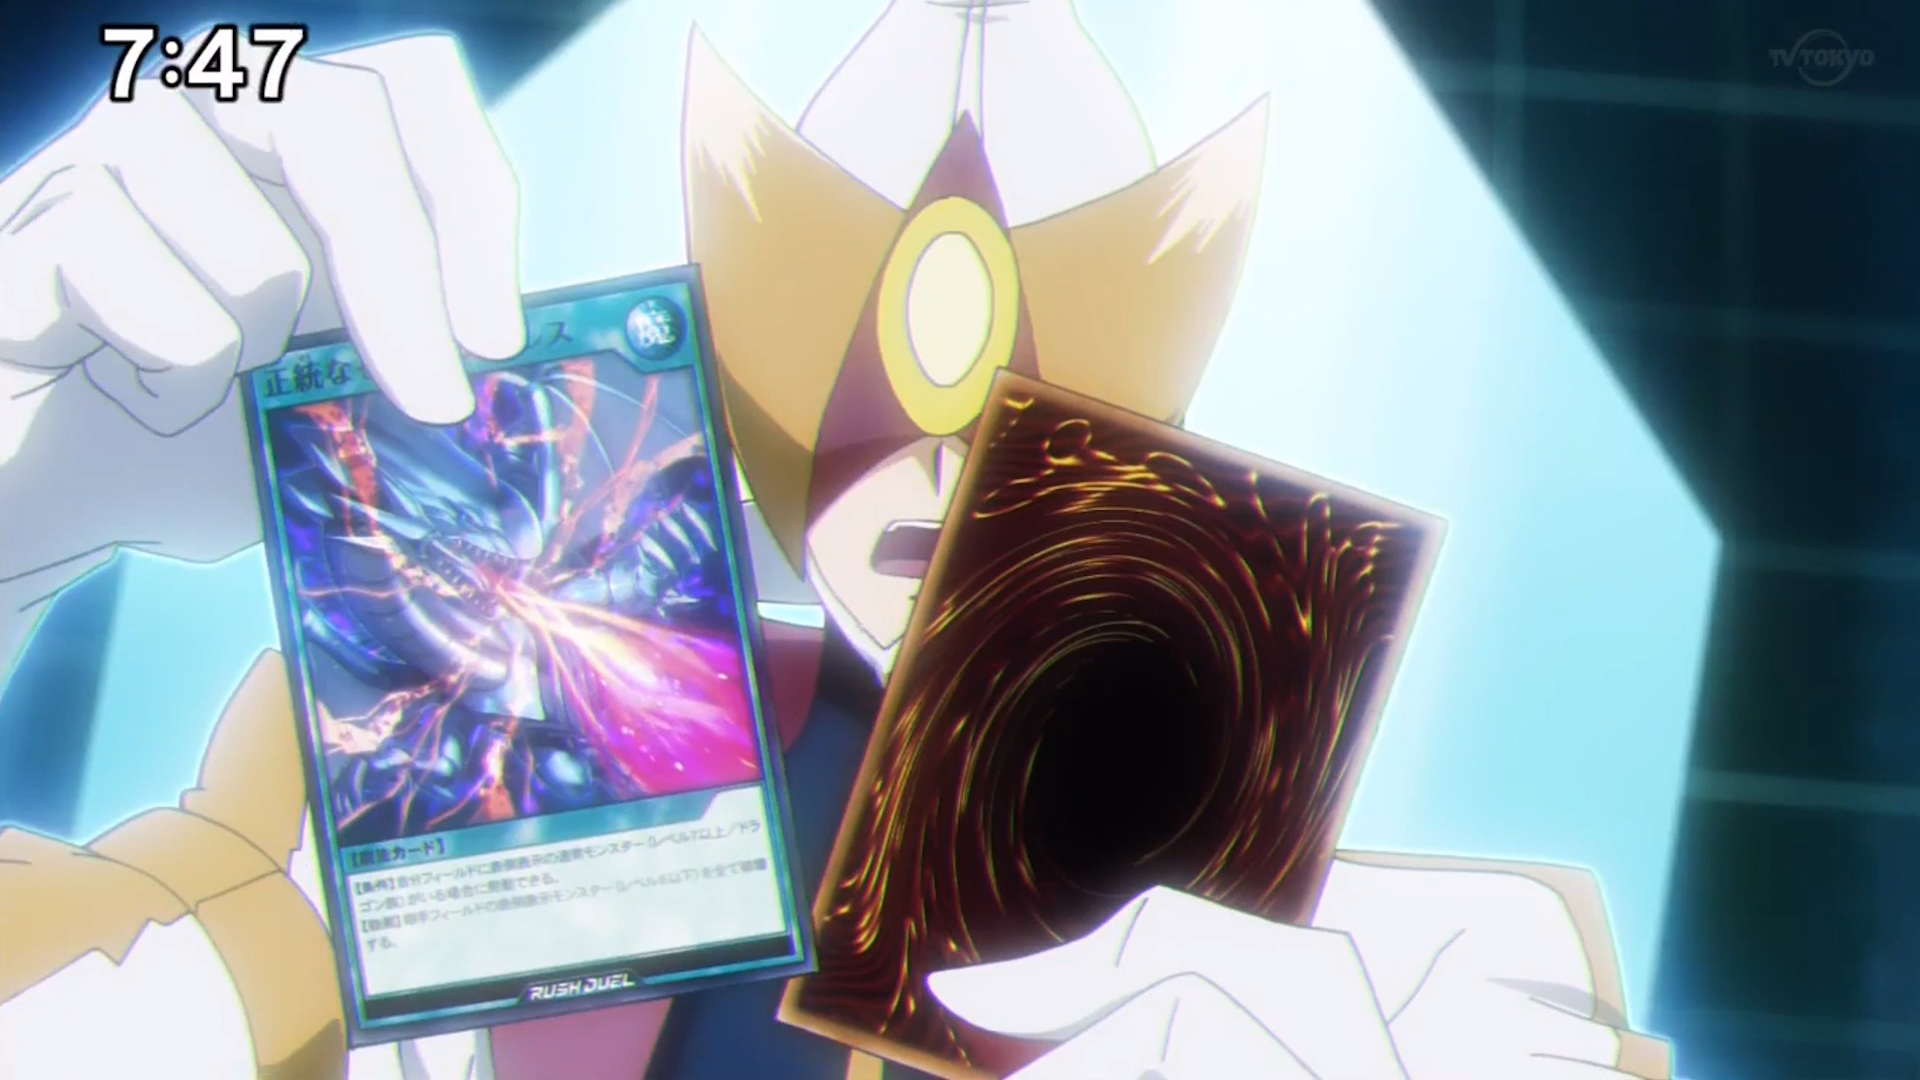 7:47
TV TOKYO
正統な
レス
魔
【魔法カード】
【条件】自分フィールドに表側表示の通常モンスター(レベル7以上/ドラ
ゴン族)がいる場合に発動できる。
【効果】相手フィールドの表側表示モンスター(レベル8以下)を全て破壊
する。
RUSH DUEL